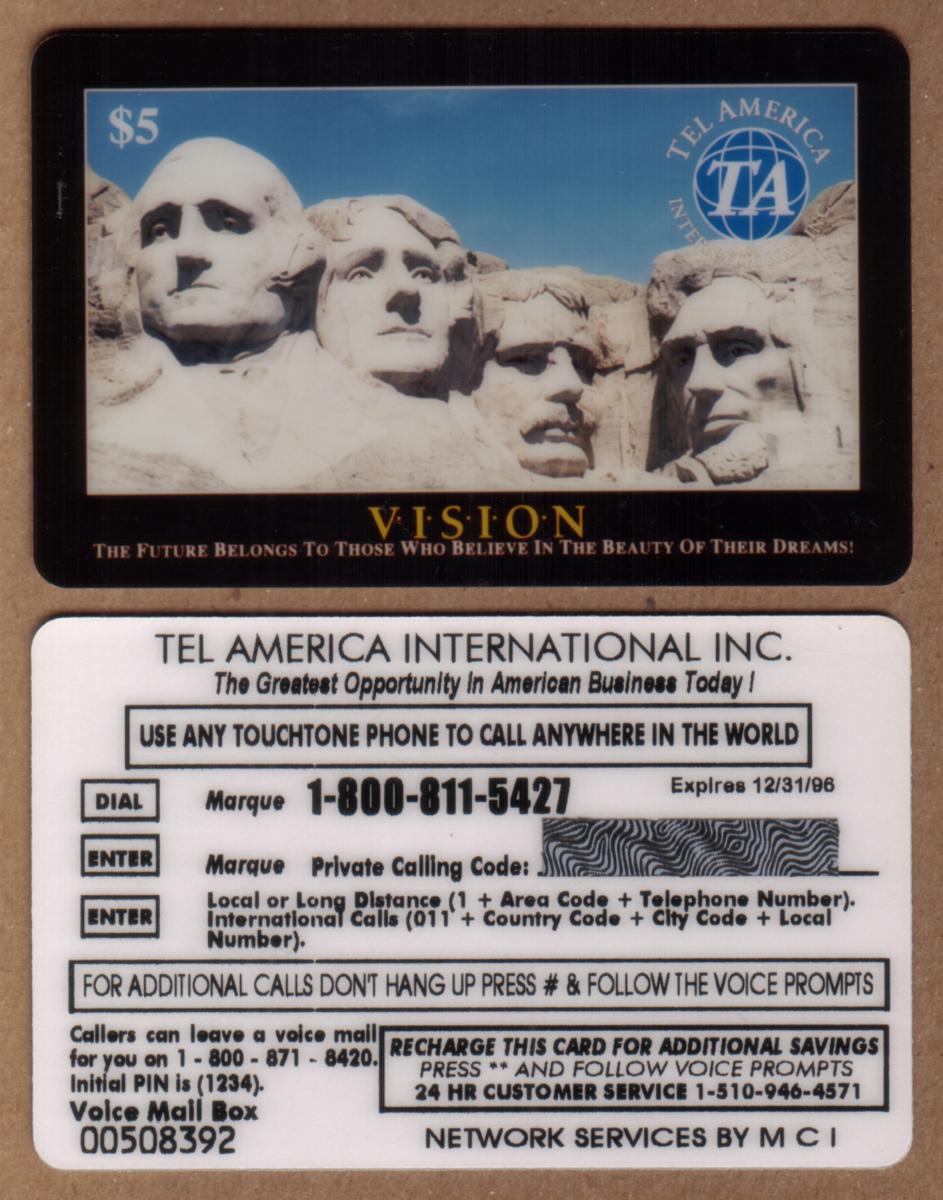 $5
TEL AMERICA
TA
V·I·S·I·O·N
THE FUTURE BELONGS TO THOSE WHO BELIEVE IN THE BEAUTY OF THEIR DREAMS!
TEL AMERICA INTERNATIONAL INC.
The Greatest Opportunity In American Business Today !
USE ANY TOUCHTONE PHONE TO CALL ANYWHERE IN THE WORLD
DIAL Marque 1-800-811-5427 Expires 12/31/96
ENTER Marque Private Calling Code:
ENTER Local or Long Distance (1 + Area Code + Telephone Number).
International Calls (011 + Country Code + City Code + Local
Number).
FOR ADDITIONAL CALLS DON'T HANG UP PRESS # & FOLLOW THE VOICE PROMPTS
Callers can leave a voice mail
for you on 1 - 800 - 871 - 8420.
Initial PIN is (1234).
Voice Mail Box
00508392
RECHARGE THIS CARD FOR ADDITIONAL SAVINGS
PRESS ** AND FOLLOW VOICE PROMPTS
24 HR CUSTOMER SERVICE 1-510-946-4571
NETWORK SERVICES BY M C I